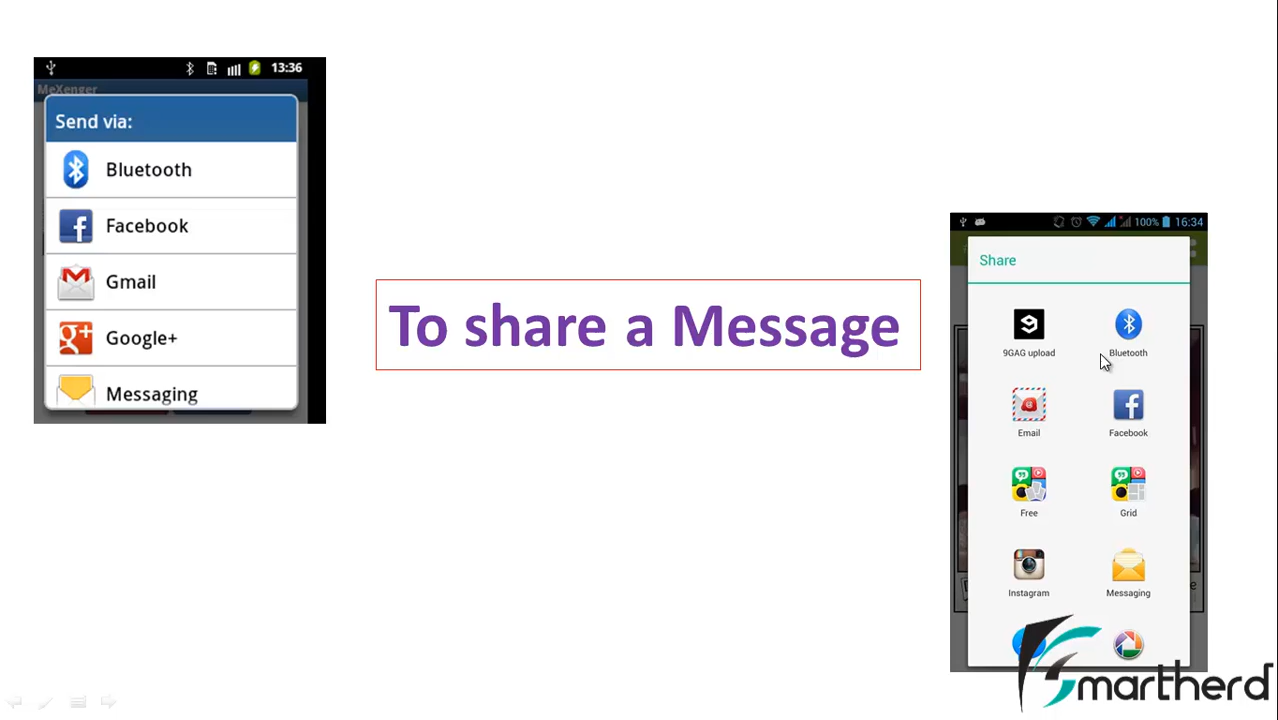 13:36
MeXenger
Send via:
Bluetooth
Facebook
Gmail
Google+
Messaging
To share a Message
100% 16:34
Share
9GAG upload
Bluetooth
Email
Facebook
Free
Grid
Instagram
Messaging
Smartherd